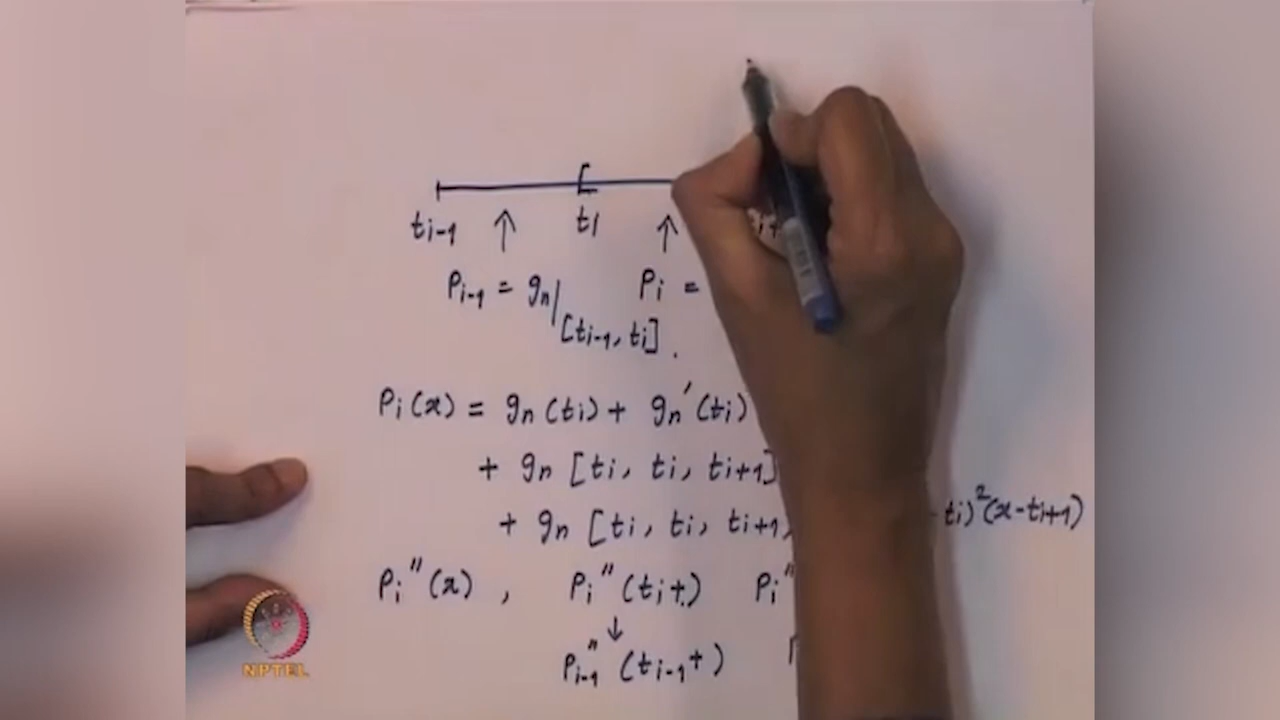 ti-1 ti
Pi-1 = gn/[ti-1, ti]. Pi =
Pi(x) = gn(ti) + gn'(ti)
+ gn [ti, ti, ti+1]
+ gn [ti, ti, ti+1, ti)²(x-ti+1)
Pi"(x), Pi"(ti+) Pi"
↓
Pi-1"(ti-1+)
NPTEL